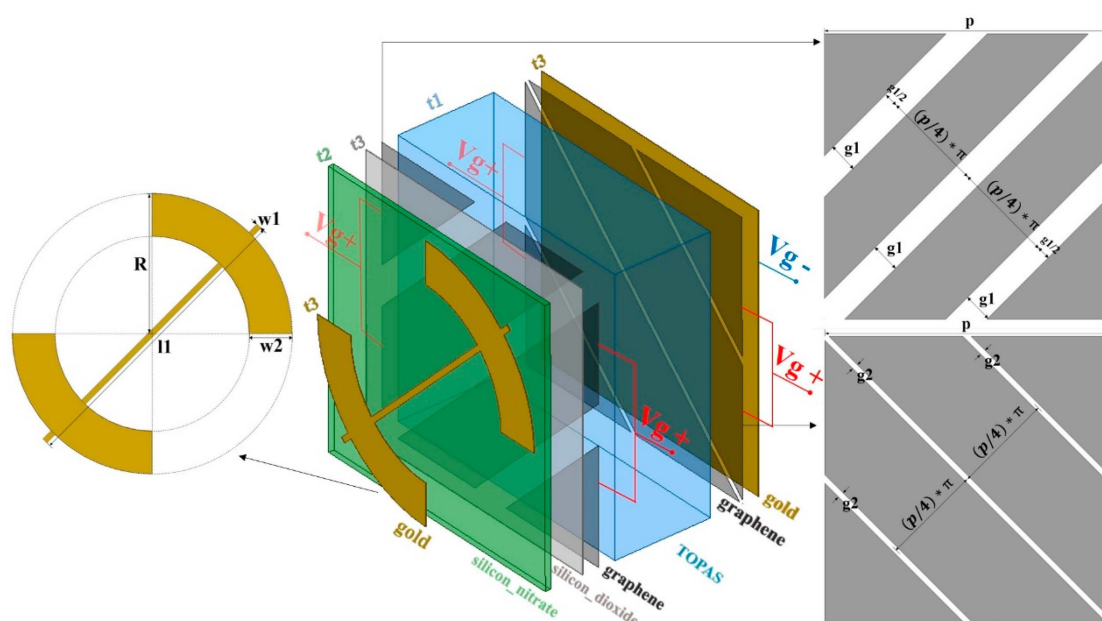 R
w1
l1
w2
t3
t2
t3
t1
t3
Vg+
Vg+
Vg -
Vg +
Vg +
gold
silicon_nitrate
silicon_dioxide
graphene
TOPAS
graphene
gold
p
g1/2
(p/4) * π
g1
(p/4) * π
g1/2
g1
g1
p
g2
g2
(p/4) * π
g2
(p/4) * π